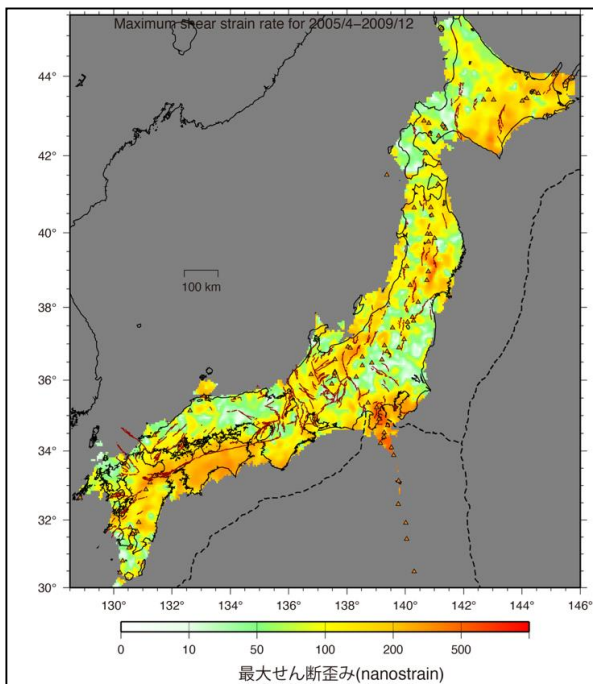 Maximum shear strain rate for 2005/4−2009/12
44°
42°
40°
38°
36°
34°
32°
30°
100 km
130° 132° 134° 136° 138° 140° 142° 144° 146°
0 10 50 100 200 500
最大せん断歪み(nanostrain)